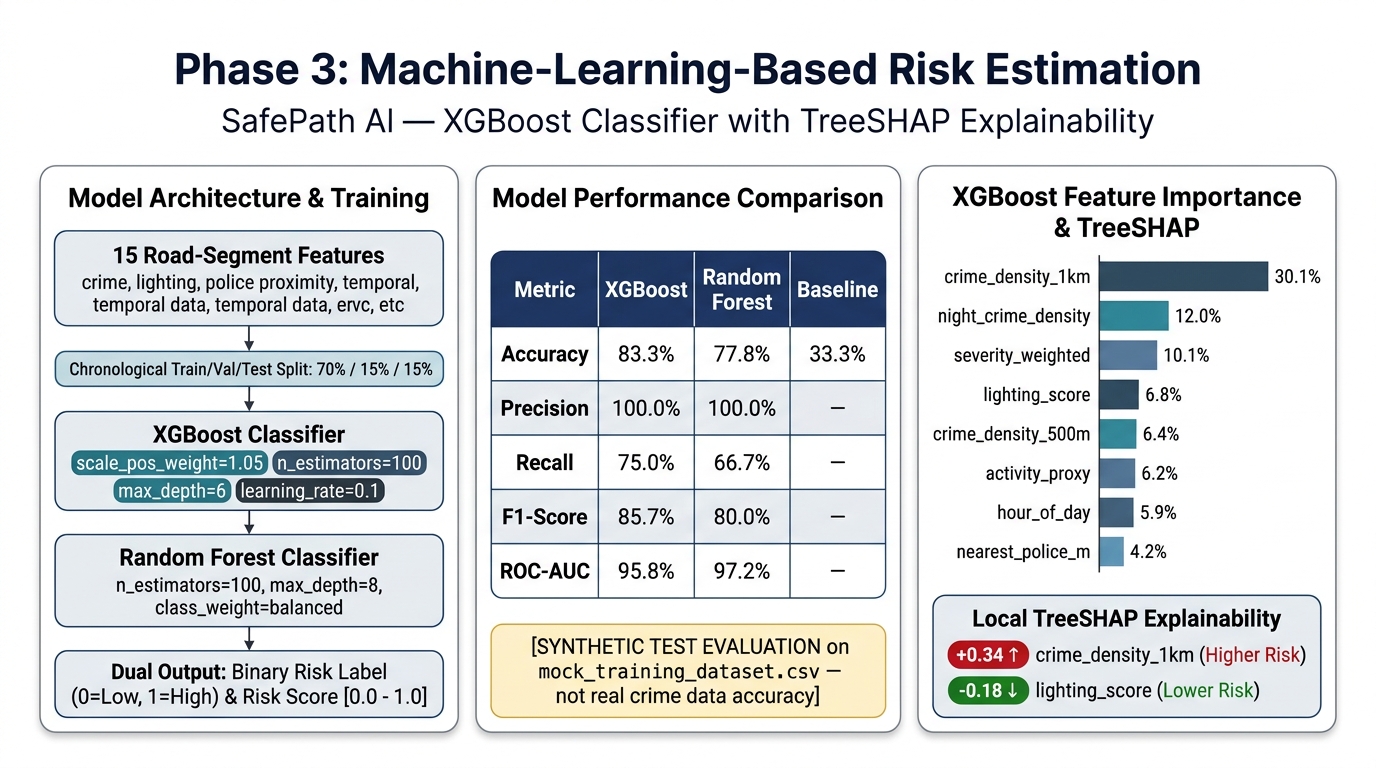 Phase 3: Machine-Learning-Based Risk Estimation
SafePath AI — XGBoost Classifier with TreeSHAP Explainability
Model Architecture & Training
15 Road-Segment Features
crime, lighting, police proximity, temporal,
temporal data, temporal data, ervc, etc
Chronological Train/Val/Test Split: 70% / 15% / 15%
XGBoost Classifier
scale_pos_weight=1.05 n_estimators=100
max_depth=6 learning_rate=0.1
Random Forest Classifier
n_estimators=100, max_depth=8,
class_weight=balanced
Dual Output: Binary Risk Label
(0=Low, 1=High) & Risk Score [0.0 - 1.0]
Model Performance Comparison
Metric XGBoost Random Forest Baseline
Accuracy 83.3% 77.8% 33.3%
Precision 100.0% 100.0% —
Recall 75.0% 66.7% —
F1-Score 85.7% 80.0% —
ROC-AUC 95.8% 97.2% —
[SYNTHETIC TEST EVALUATION on
mock_training_dataset.csv —
not real crime data accuracy]
XGBoost Feature Importance
& TreeSHAP
crime_density_1km 30.1%
night_crime_density 12.0%
severity_weighted 10.1%
lighting_score 6.8%
crime_density_500m 6.4%
activity_proxy 6.2%
hour_of_day 5.9%
nearest_police_m 4.2%
Local TreeSHAP Explainability
+0.34 ↑ crime_density_1km (Higher Risk)
-0.18 ↓ lighting_score (Lower Risk)